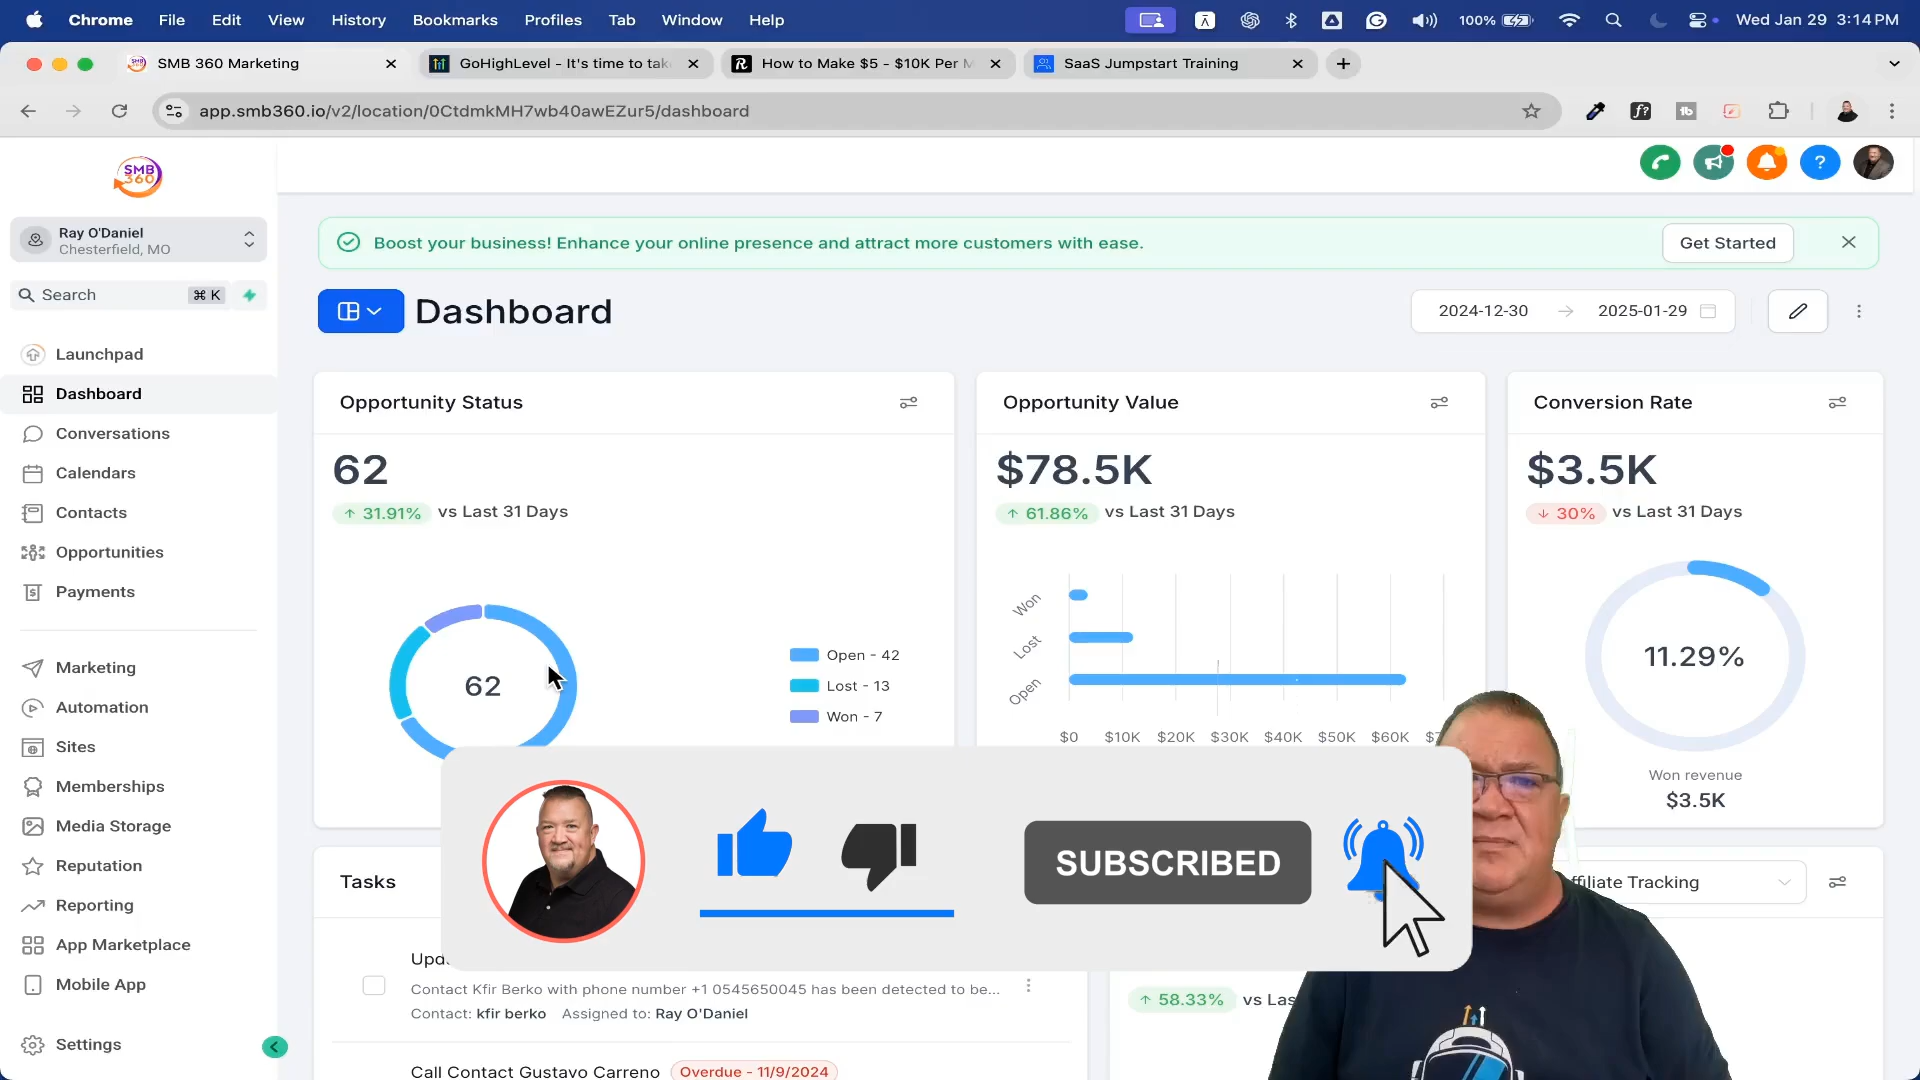 Chrome File Edit View History Bookmarks Profiles Tab Window Help 100% Wed Jan 29 3:14 PM
SMB 360 Marketing
GoHighLevel - It's time to tak
How to Make $5 - $10K Per M
SaaS Jumpstart Training
app.smb360.io/v2/location/0CtdmkMH7wb40awEZur5/dashboard
SMB
360
Ray O'Daniel
Chesterfield, MO
Search ⌘ K
Launchpad
Dashboard
Conversations
Calendars
Contacts
Opportunities
Payments
Marketing
Automation
Sites
Memberships
Media Storage
Reputation
Reporting
App Marketplace
Mobile App
Settings
Boost your business! Enhance your online presence and attract more customers with ease.
Get Started
Dashboard
2024-12-30 → 2025-01-29
Opportunity Status
62
↑ 31.91% vs Last 31 Days
62
Open - 42
Lost - 13
Won - 7
Opportunity Value
$78.5K
↑ 61.86% vs Last 31 Days
Won
Lost
Open
$0 $10K $20K $30K $40K $50K $60K
Conversion Rate
$3.5K
↓ 30% vs Last 31 Days
11.29%
Won revenue
$3.5K
Tasks
SUBSCRIBED
ffiliate Tracking
Upd
Contact Kfir Berko with phone number +1 0545650045 has been detected to be...
Contact: kfir berko Assigned to: Ray O'Daniel
Call Contact Gustavo Carreno Overdue - 11/9/2024
↑ 58.33% vs Las